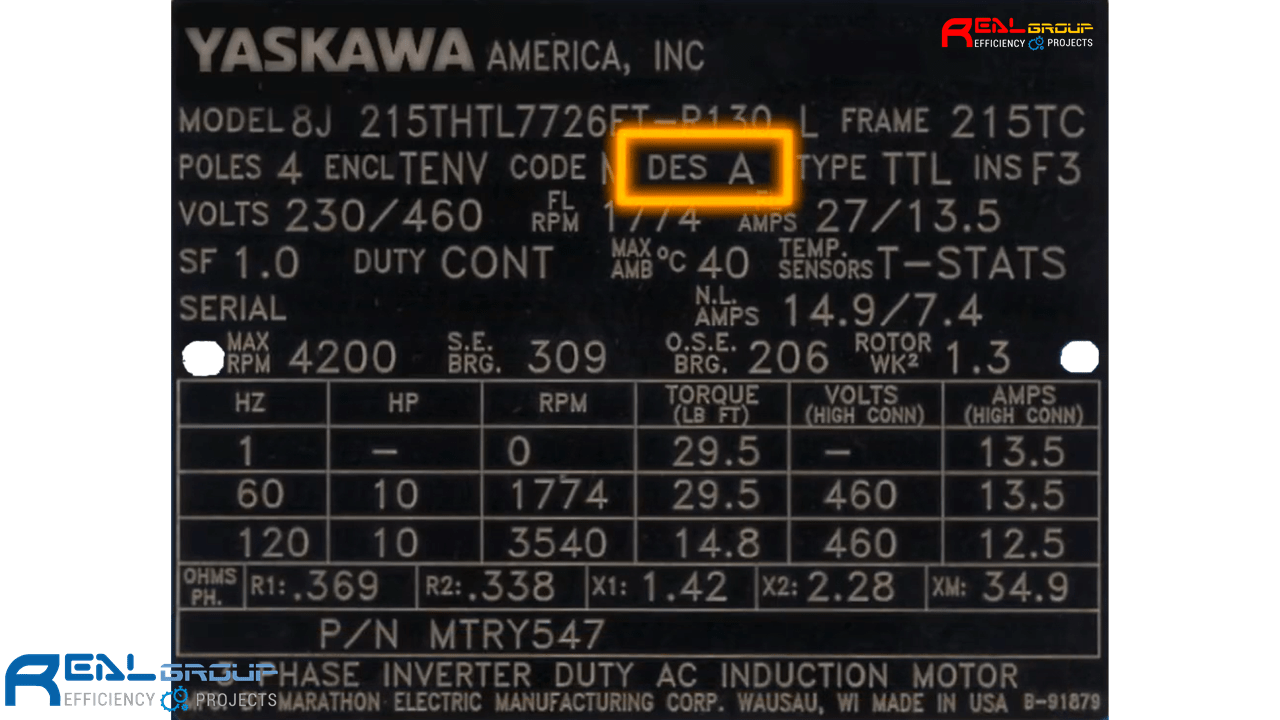 REAL GROUP
EFFICIENCY PROJECTS
YASKAWA AMERICA, INC
MODEL 8J 215THTL7726 -R130 L FRAME 215TC
POLES 4 ENCL TENV CODE DES A TYPE TTL INS F3
VOLTS 230/460 FL RPM 1774 AMPS 27/13.5
SF 1.0 DUTY CONT MAX AMB °C 40 TEMP. SENSORS T-STATS
SERIAL N.L. AMPS 14.9/7.4
MAX RPM 4200 S.E. BRG. 309 O.S.E. BRG. 206 ROTOR WK² 1.3
HZ HP RPM TORQUE (LB FT) VOLTS (HIGH CONN) AMPS (HIGH CONN)
1 — 0 29.5 — 13.5
60 10 1774 29.5 460 13.5
120 10 3540 14.8 460 12.5
OHMS PH. R1: .369 R2: .338 X1: 1.42 X2: 2.28 XM: 34.9
P/N MTRY547
PHASE INVERTER DUTY AC INDUCTION MOTOR
MARATHON ELECTRIC MANUFACTURING CORP. WAUSAU, WI MADE IN USA B-91879
REAL GROUP
EFFICIENCY PROJECTS